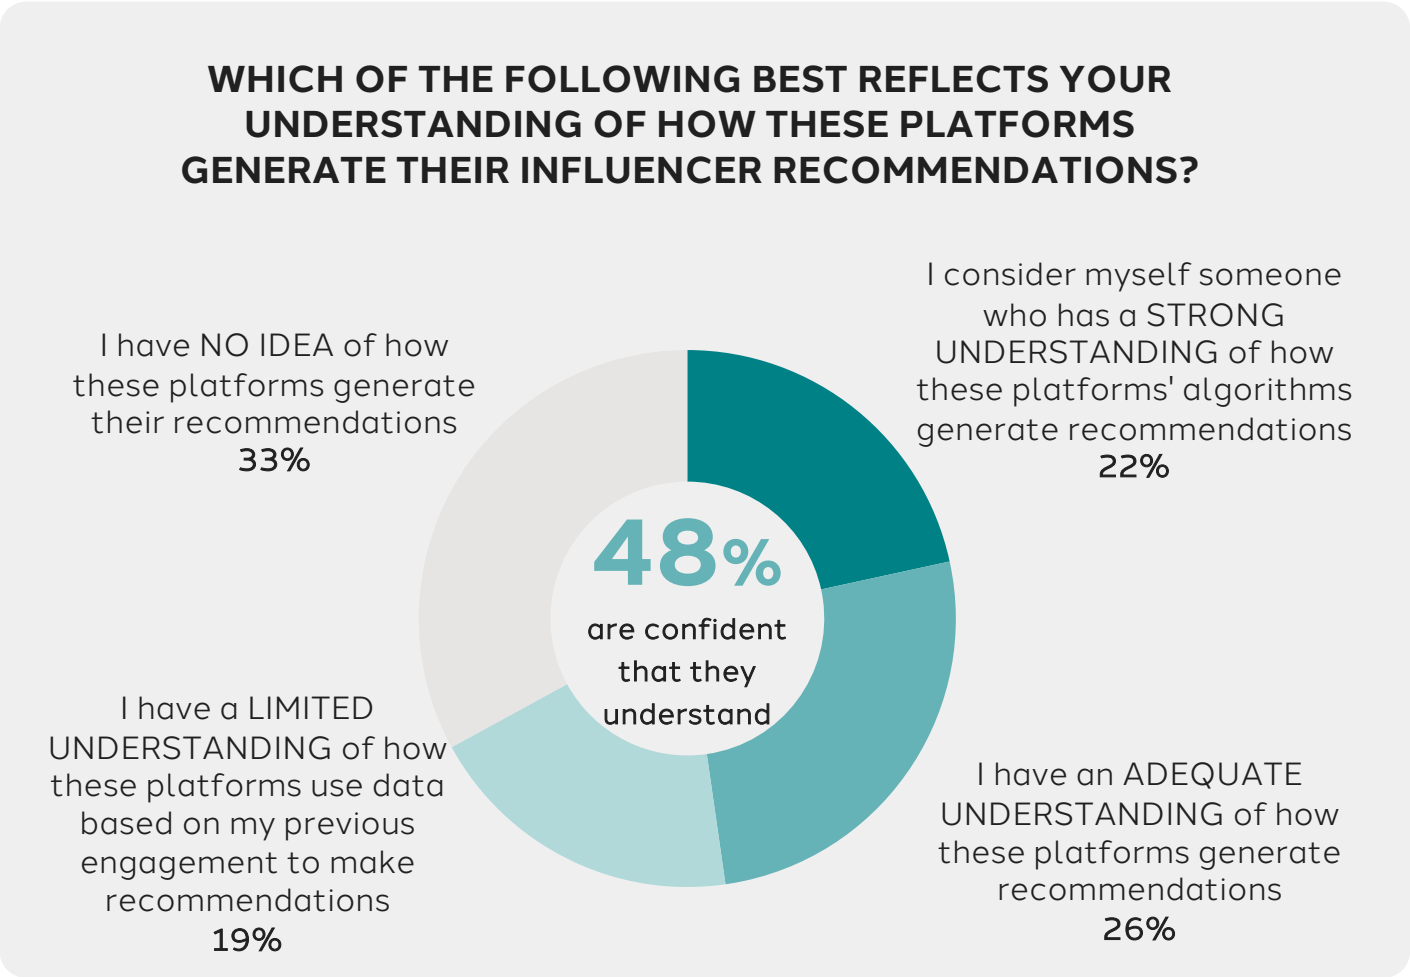 WHICH OF THE FOLLOWING BEST REFLECTS YOUR
UNDERSTANDING OF HOW THESE PLATFORMS
GENERATE THEIR INFLUENCER RECOMMENDATIONS?
I consider myself someone
who has a STRONG
UNDERSTANDING of how
these platforms' algorithms
generate recommendations
22%
I have NO IDEA of how
these platforms generate
their recommendations
33%
48%
are confident
that they
understand
I have a LIMITED
UNDERSTANDING of how
these platforms use data
based on my previous
engagement to make
recommendations
19%
I have an ADEQUATE
UNDERSTANDING of how
these platforms generate
recommendations
26%